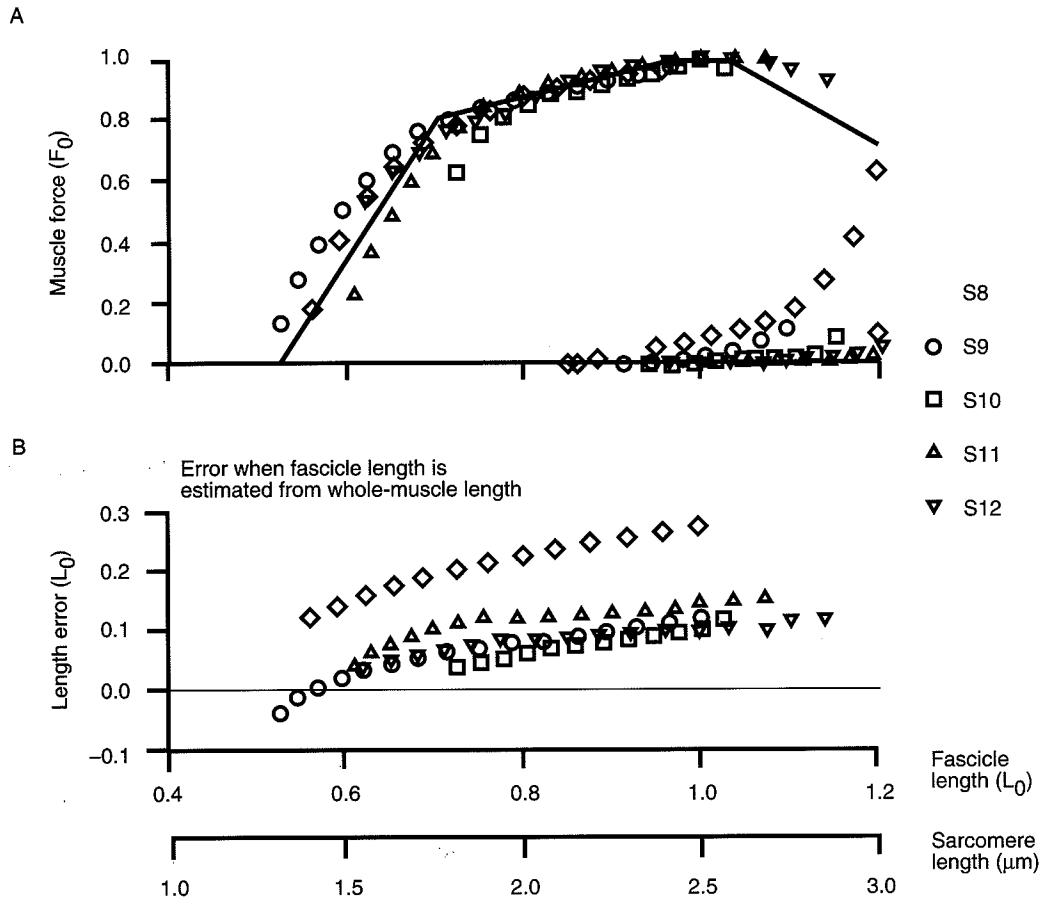 A
Muscle force (F0)
1.0
0.8
0.6
0.4
0.2
0.0
S8
S9
S10
S11
S12
B
Error when fascicle length is
estimated from whole-muscle length
Length error (L0)
0.3
0.2
0.1
0.0
−0.1
0.4 0.6 0.8 1.0 1.2
Fascicle
length (L0)
1.0 1.5 2.0 2.5 3.0
Sarcomere
length (μm)